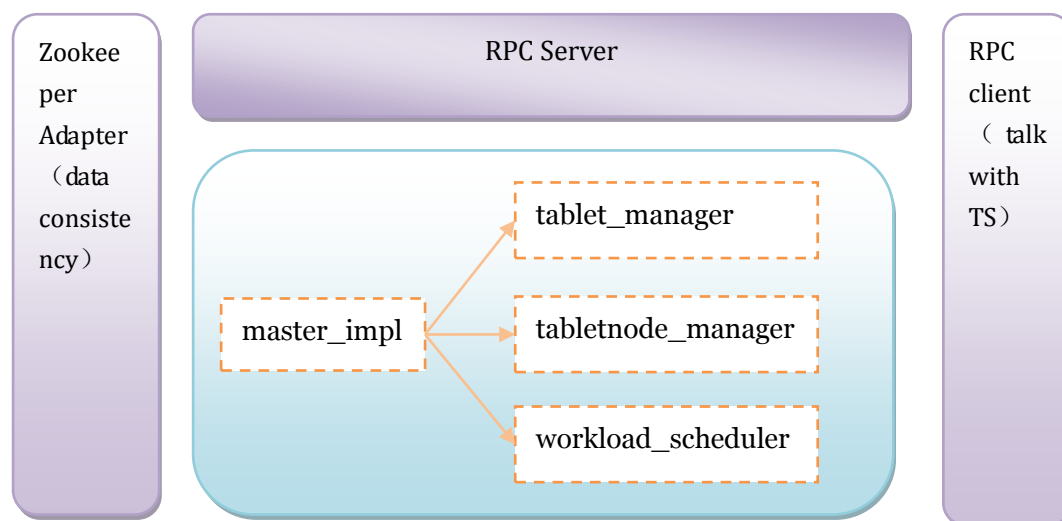 Zookee
per
Adapter
（data
consiste
ncy）
RPC Server
tablet_manager
master_impl
tabletnode_manager
workload_scheduler
RPC
client
（ talk
with
TS）